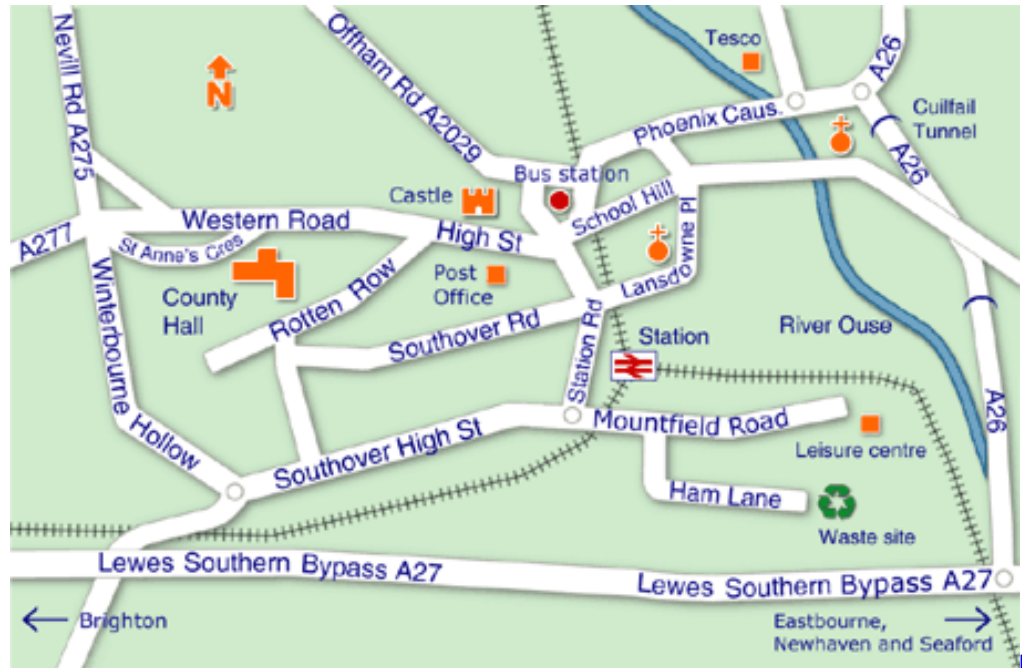 Nevill Rd A275
N
Offham Rd A2029
Tesco
A26
Phoenix Caus.
Cuilfail
Tunnel
A26
Bus station
Castle
School Hill
Western Road
High St
A277
St Anne's Cres
Lansdowne Pl
County
Hall
Post
Office
Rotten Row
Winterbourne Hollow
Southover Rd
Station Rd
Station
River Ouse
A26
Mountfield Road
Southover High St
Leisure centre
Ham Lane
Waste site
Lewes Southern Bypass A27
Lewes Southern Bypass A27
Brighton
Eastbourne,
Newhaven and Seaford